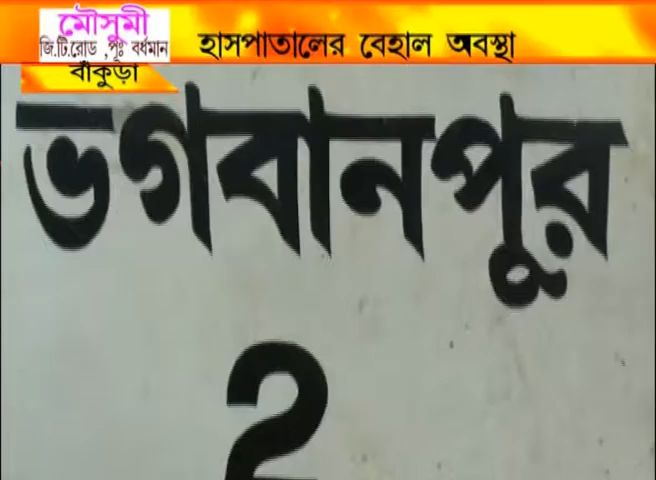 মৌসুমী
জি.টি.রোড ,পূঃ বর্ধমান
হাসপাতালের বেহাল অবস্থা
বাঁকুড়া
ভগবানপুর
2